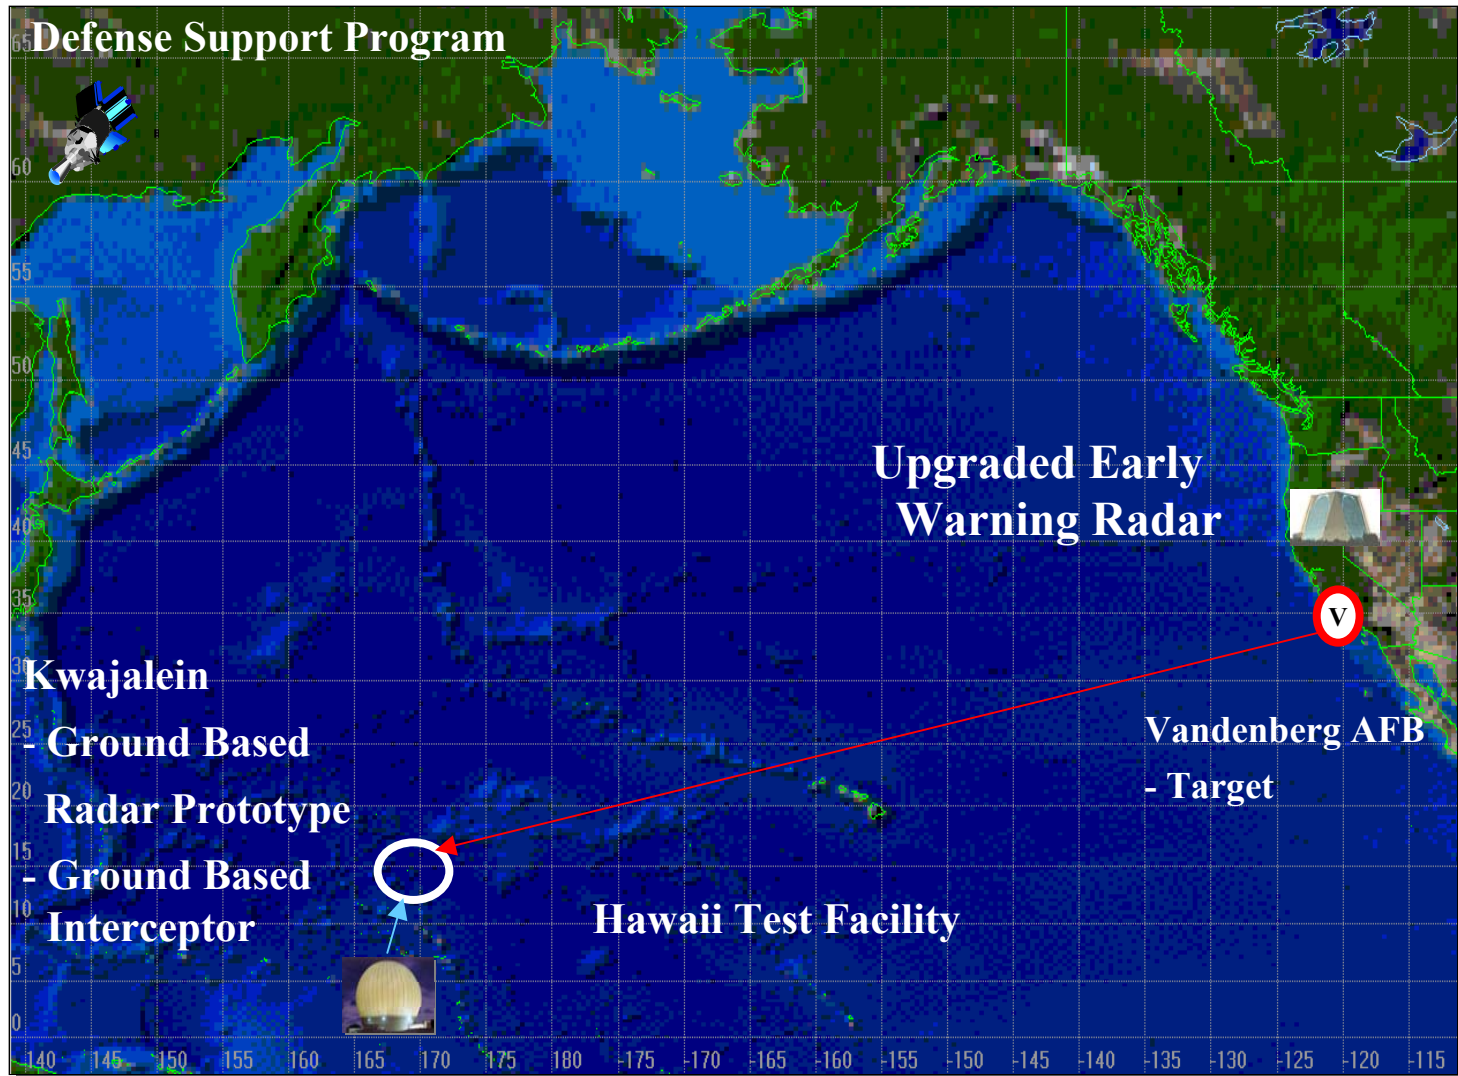 Defense Support Program
65
60
55
50
45
40
35
30
25
20
15
10
5
0
Upgraded Early
Warning Radar
V
Kwajalein
- Ground Based
Radar Prototype
- Ground Based
Interceptor
Vandenberg AFB
- Target
Hawaii Test Facility
140 145 150 155 160 165 170 175 180 -175 -170 -165 -160 -155 -150 -145 -140 -135 -130 -125 -120 -115